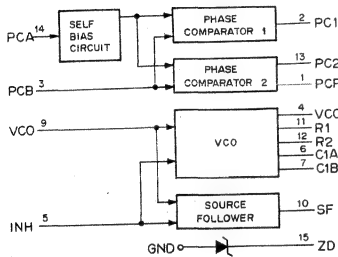 PCA 14
SELF BIAS CIRCUIT
PHASE COMPARATOR 1
2 PC1
PCB 3
PHASE COMPARATOR 2
13 PC2
1 PCP
VCO 9
VCO
4 VCO
11 R1
12 R2
6 C1A
7 C1B
INH 5
SOURCE FOLLOWER
10 SF
GND
15 ZD